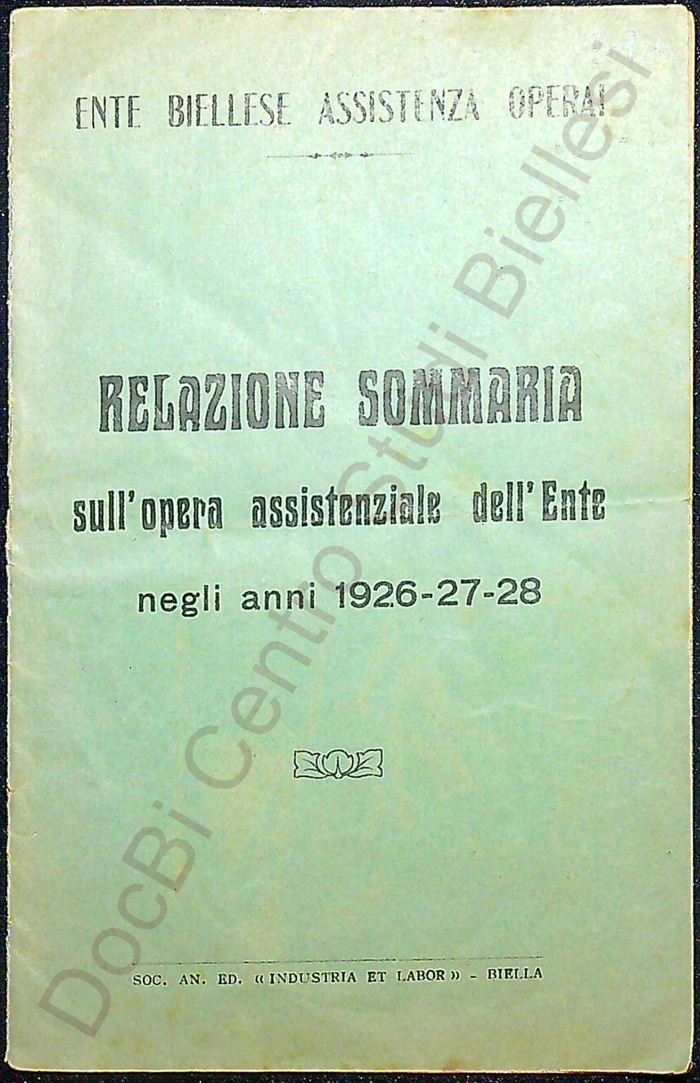 ENTE BIELLESE ASSISTENZA OPERAI
RELAZIONE SOMMARIA
sull'opera assistenziale dell'Ente
negli anni 1926-27-28
SOC. AN. ED. « INDUSTRIA ET LABOR » - BIELLA
DocBi Centro Studi Biellesi